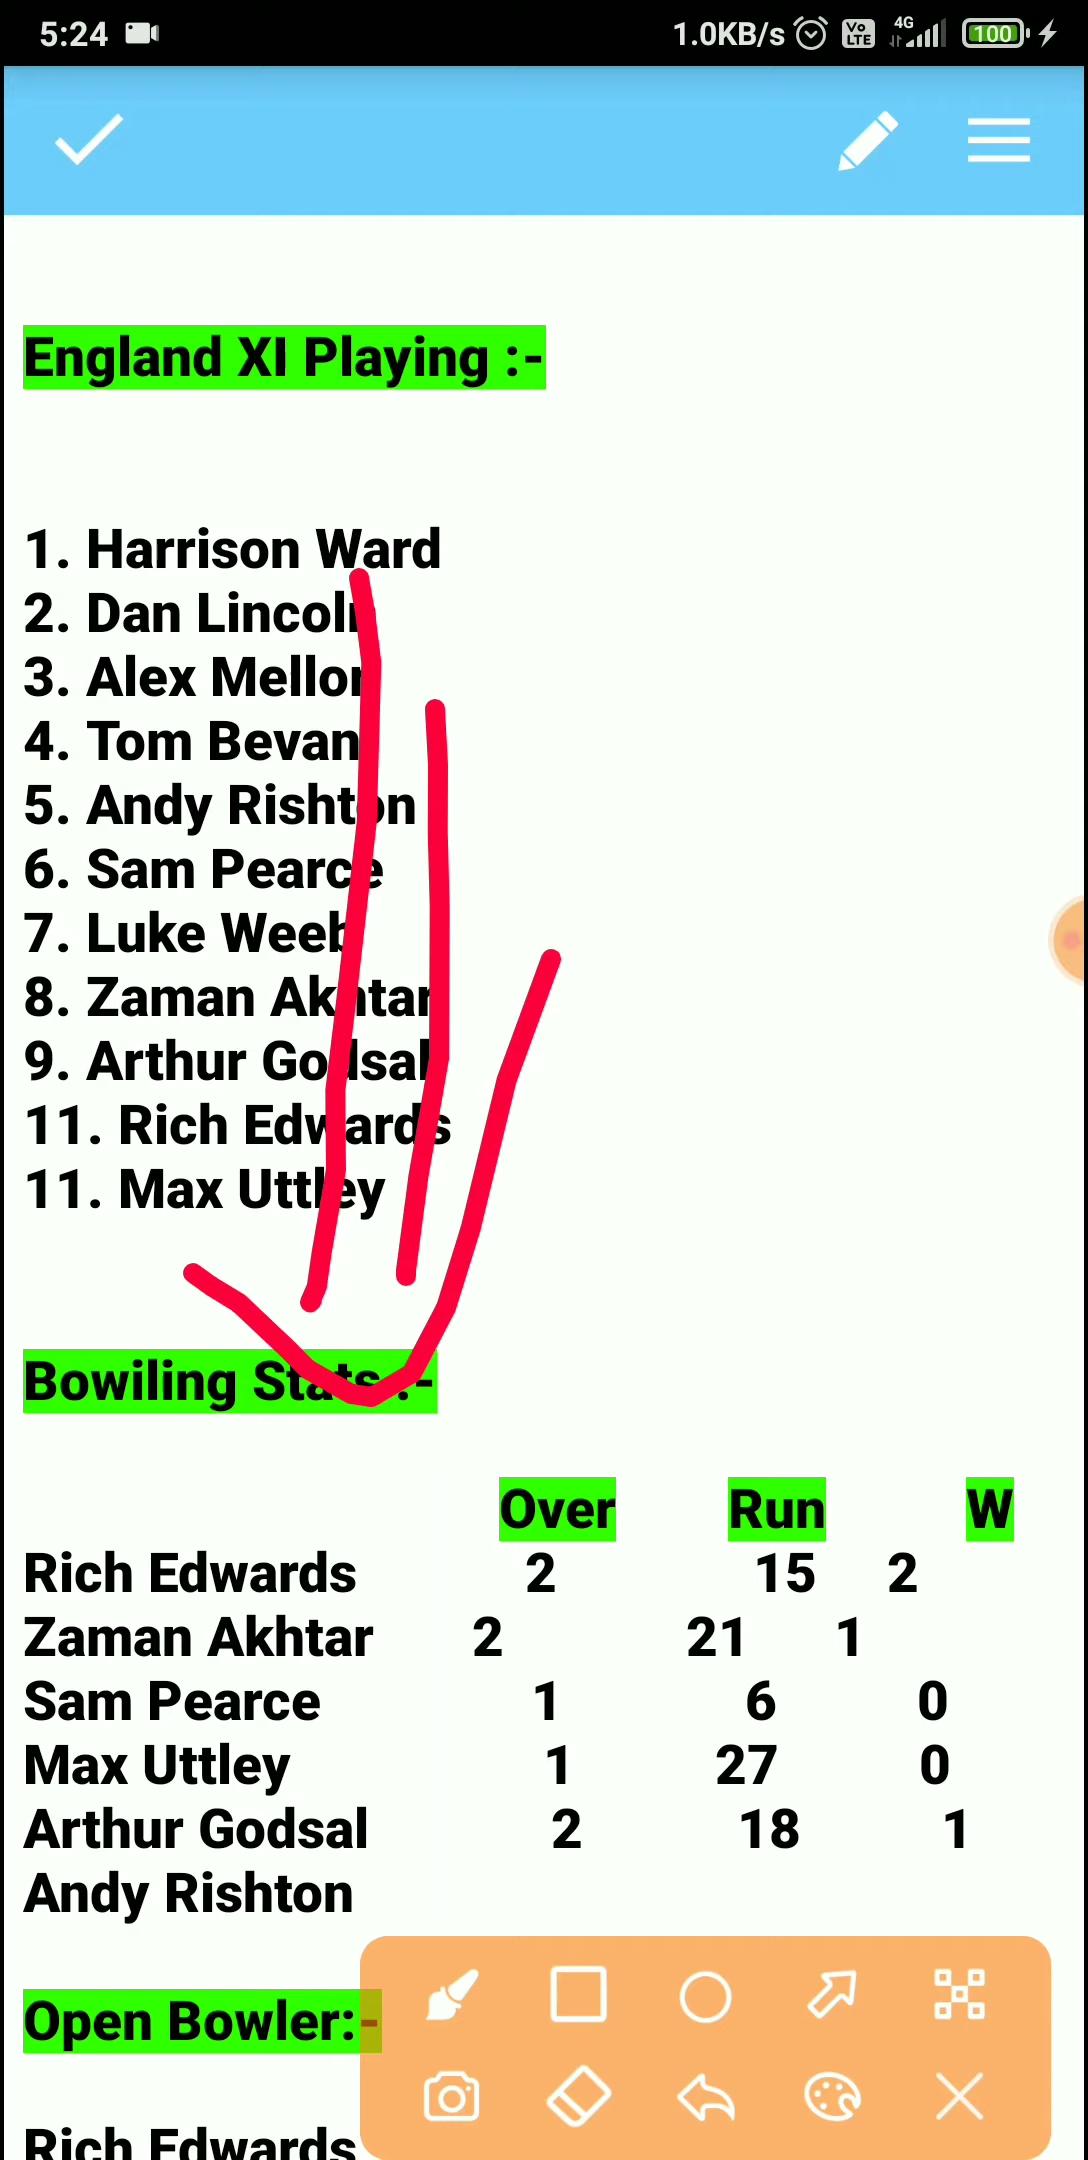 5:24 1.0KB/s Vo LTE 4G 100
England XI Playing :-
1. Harrison Ward
2. Dan Lincoln
3. Alex Mellor
4. Tom Bevan
5. Andy Rishton
6. Sam Pearce
7. Luke Weeb
8. Zaman Akhtar
9. Arthur Godsal
11. Rich Edwards
11. Max Uttley
Bowiling Stats :-
Over Run W
Rich Edwards 2 15 2
Zaman Akhtar 2 21 1
Sam Pearce 1 6 0
Max Uttley 1 27 0
Arthur Godsal 2 18 1
Andy Rishton
Open Bowler:-
Rich Edwards